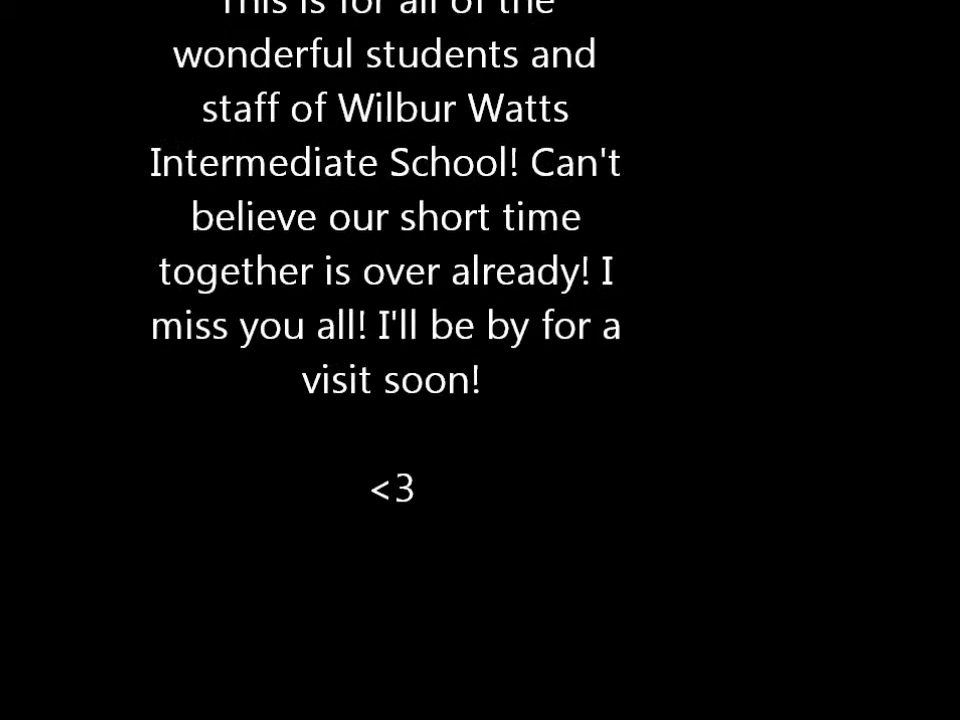 This is for all of the
wonderful students and
staff of Wilbur Watts
Intermediate School! Can't
believe our short time
together is over already! I
miss you all! I'll be by for a
visit soon!
<3